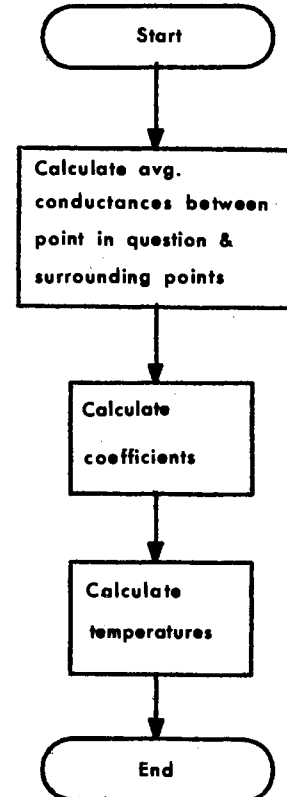 Start
Calculate avg.
conductances between
point in question &
surrounding points
Calculate
coefficients
Calculate
temperatures
End